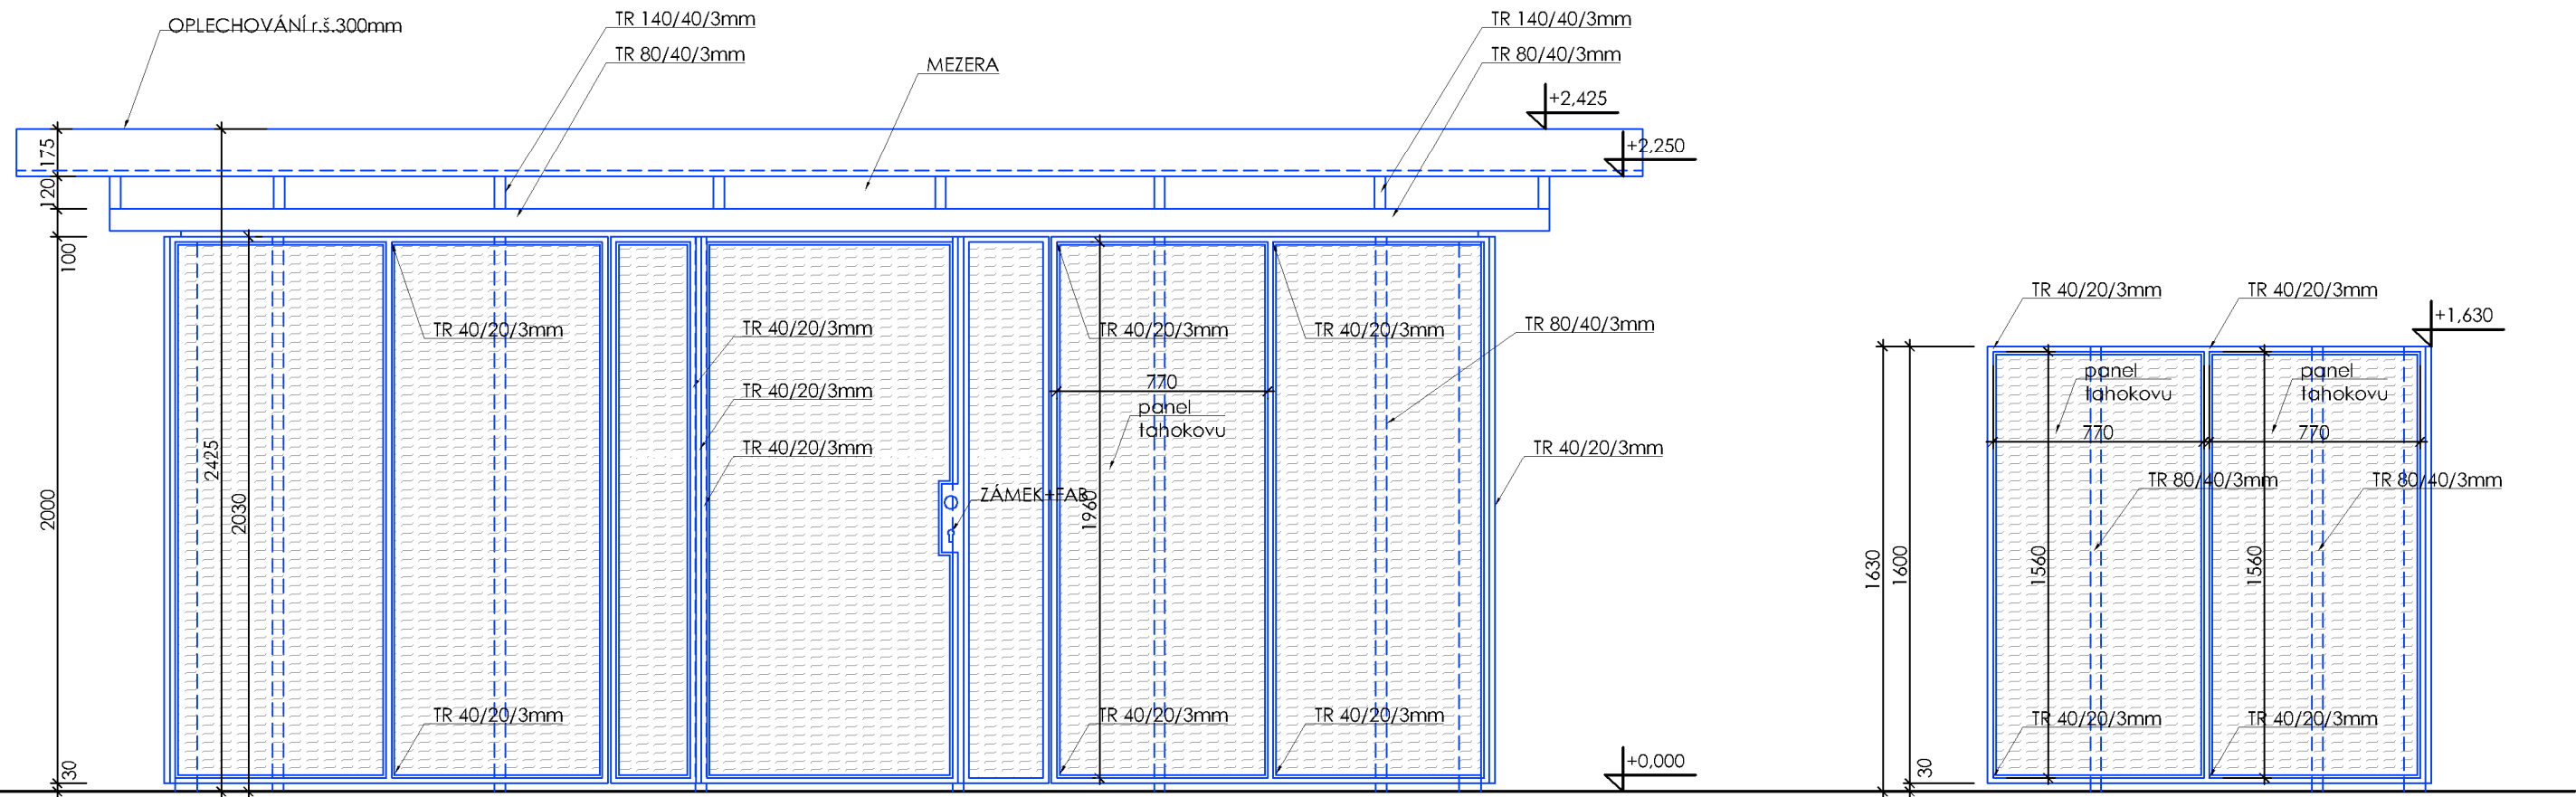 OPLECHOVÁNÍ r.š.300mm
TR 140/40/3mm
TR 80/40/3mm
MEZERA
TR 140/40/3mm
TR 80/40/3mm
+2,425
+2,250
175
120
100
2000
30
2425
2030
TR 40/20/3mm
TR 40/20/3mm
TR 40/20/3mm
TR 40/20/3mm
TR 40/20/3mm
TR 40/20/3mm
TR 80/40/3mm
770
panel
tahokovu
TR 40/20/3mm
ZÁMEK+FAB
1960
TR 40/20/3mm
TR 40/20/3mm
TR 40/20/3mm
+0,000
TR 40/20/3mm
TR 40/20/3mm
+1,630
panel
tahokovu
panel
tahokovu
770
770
TR 80/40/3mm
TR 80/40/3mm
1630
1600
1560
1560
TR 40/20/3mm
TR 40/20/3mm
30